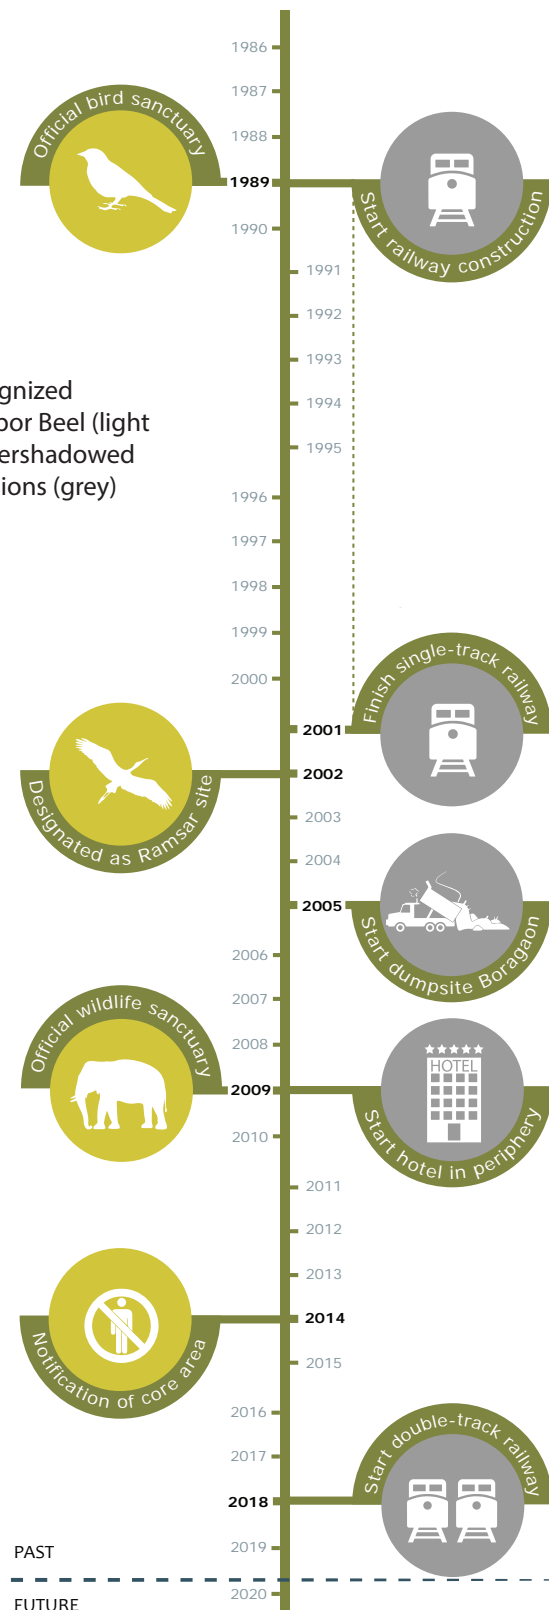 1986
1987
Official bird sanctuary
1988
1989
Start railway construction
1990
1991
1992
1993
gnized
por Beel (light
ershadowed
ions (grey)
1994
1995
1996
1997
1998
1999
2000
Finish single-track railway
2001
2002
Designated as Ramsar site
2003
2004
2005
Start dumpsite Boragaon
2006
2007
Official wildlife sanctuary
2008
2009
HOTEL
Start hotel in periphery
2010
2011
2012
2013
2014
Notification of core area
2015
2016
Start double-track railway
2017
2018
2019
PAST
2020
FUTURE